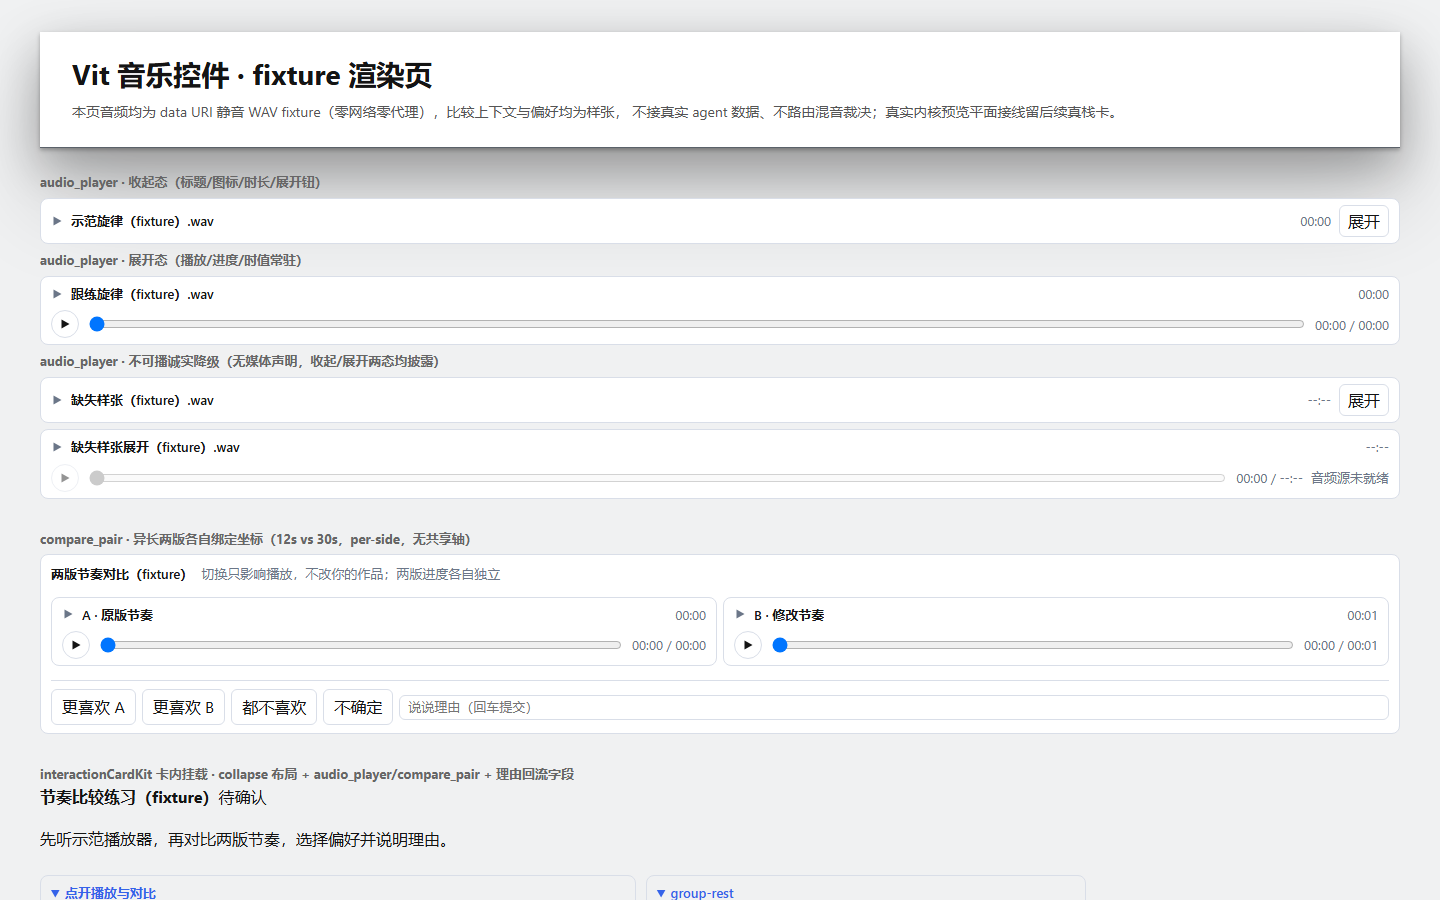 Vit 音乐控件 · fixture 渲染页
本页音频均为 data URI 静音 WAV fixture（零网络零代理），比较上下文与偏好均为样张， 不接真实 agent 数据、不路由混音裁决；真实内核预览平面接线留后续真栈卡。
audio_player · 收起态（标题/图标/时长/展开钮）
示范旋律（fixture）.wav 00:00 展开
audio_player · 展开态（播放/进度/时值常驻）
跟练旋律（fixture）.wav 00:00
00:00 / 00:00
audio_player · 不可播诚实降级（无媒体声明，收起/展开两态均披露）
缺失样张（fixture）.wav --:-- 展开
缺失样张展开（fixture）.wav --:--
00:00 / --:-- 音频源未就绪
compare_pair · 异长两版各自绑定坐标（12s vs 30s，per-side，无共享轴）
两版节奏对比（fixture） 切换只影响播放，不改你的作品；两版进度各自独立
A · 原版节奏 00:00
00:00 / 00:00
B · 修改节奏 00:01
00:00 / 00:01
更喜欢 A 更喜欢 B 都不喜欢 不确定 说说理由（回车提交）
interactionCardKit 卡内挂载 · collapse 布局 + audio_player/compare_pair + 理由回流字段
节奏比较练习（fixture）待确认
先听示范播放器，再对比两版节奏，选择偏好并说明理由。
点开播放与对比
group-rest